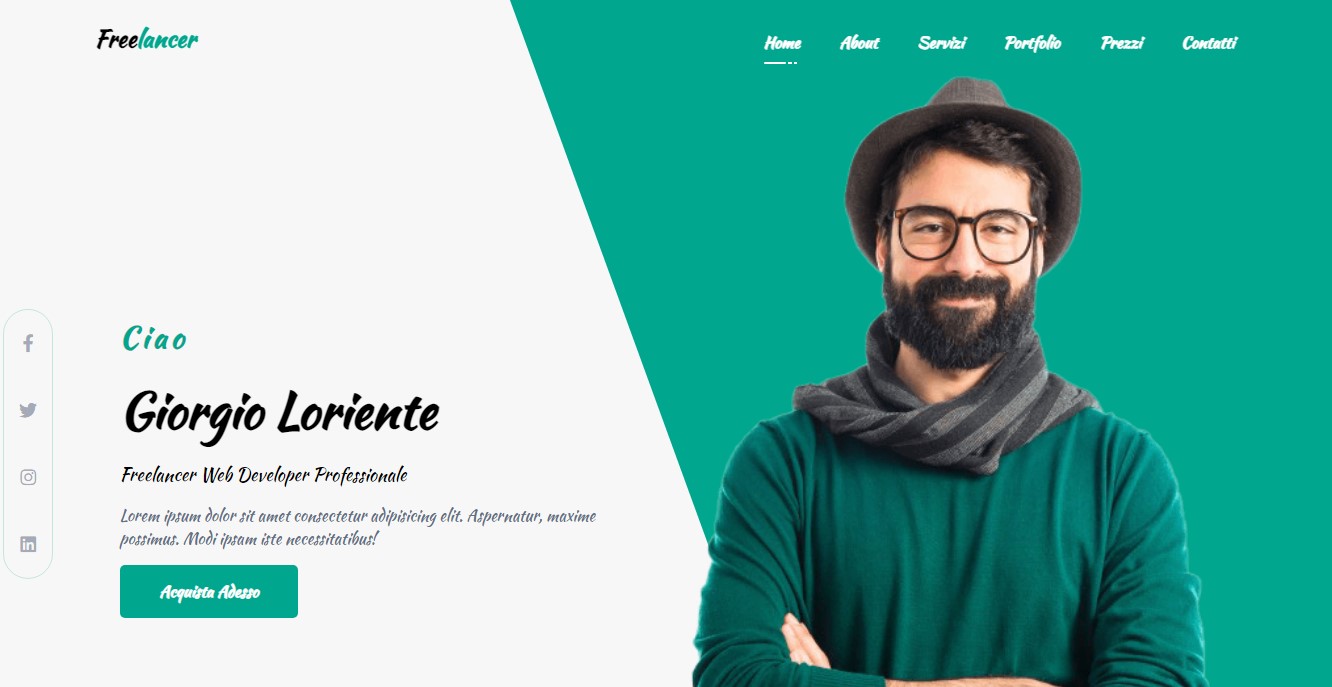 Freelancer
Home About Servizi Portfolio Prezzi Contatti
Ciao
Giorgio Loriente
Freelancer Web Developer Professionale
Lorem ipsum dolor sit amet consectetur adipisicing elit. Aspernatur, maxime
possimus. Modi ipsam iste necessitatibus!
Acquista Adesso